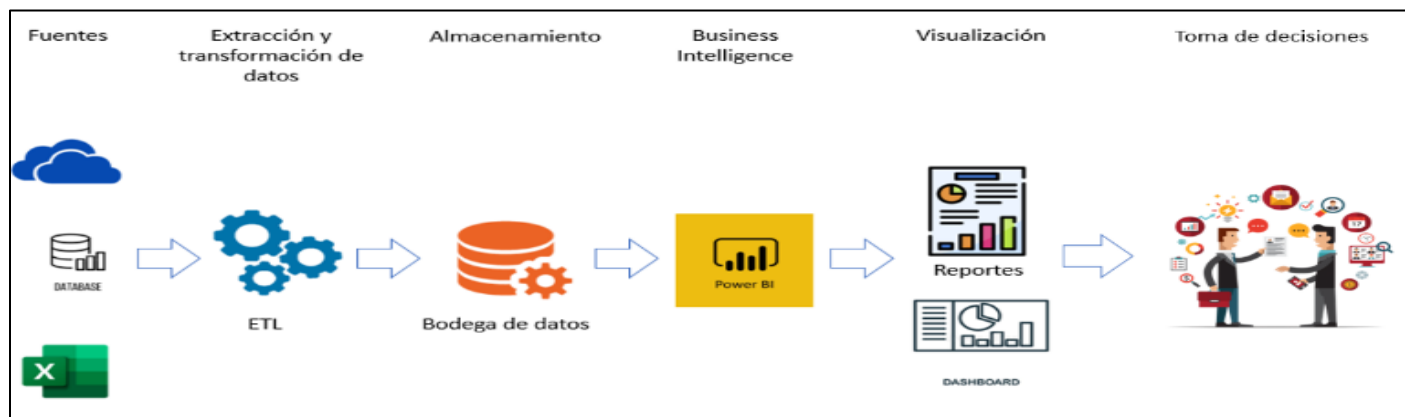 Fuentes
Extracción y
transformación de
datos
Almacenamiento
Business
Intelligence
Visualización
Toma de decisiones
DATABASE
X
ETL
Bodega de datos
Power BI
Reportes
DASHBOARD
17